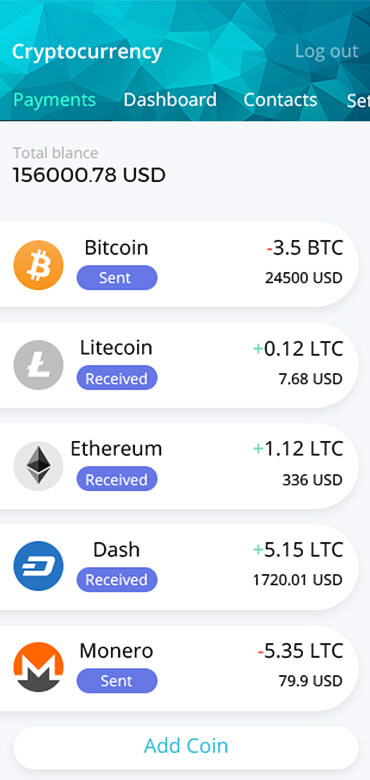 Cryptocurrency Log out
Payments Dashboard Contacts Set
Total blance
156000.78 USD
Bitcoin -3.5 BTC
Sent 24500 USD
Litecoin +0.12 LTC
Received 7.68 USD
Ethereum +1.12 LTC
Received 336 USD
Dash +5.15 LTC
Received 1720.01 USD
Monero -5.35 LTC
Sent 79.9 USD
Add Coin